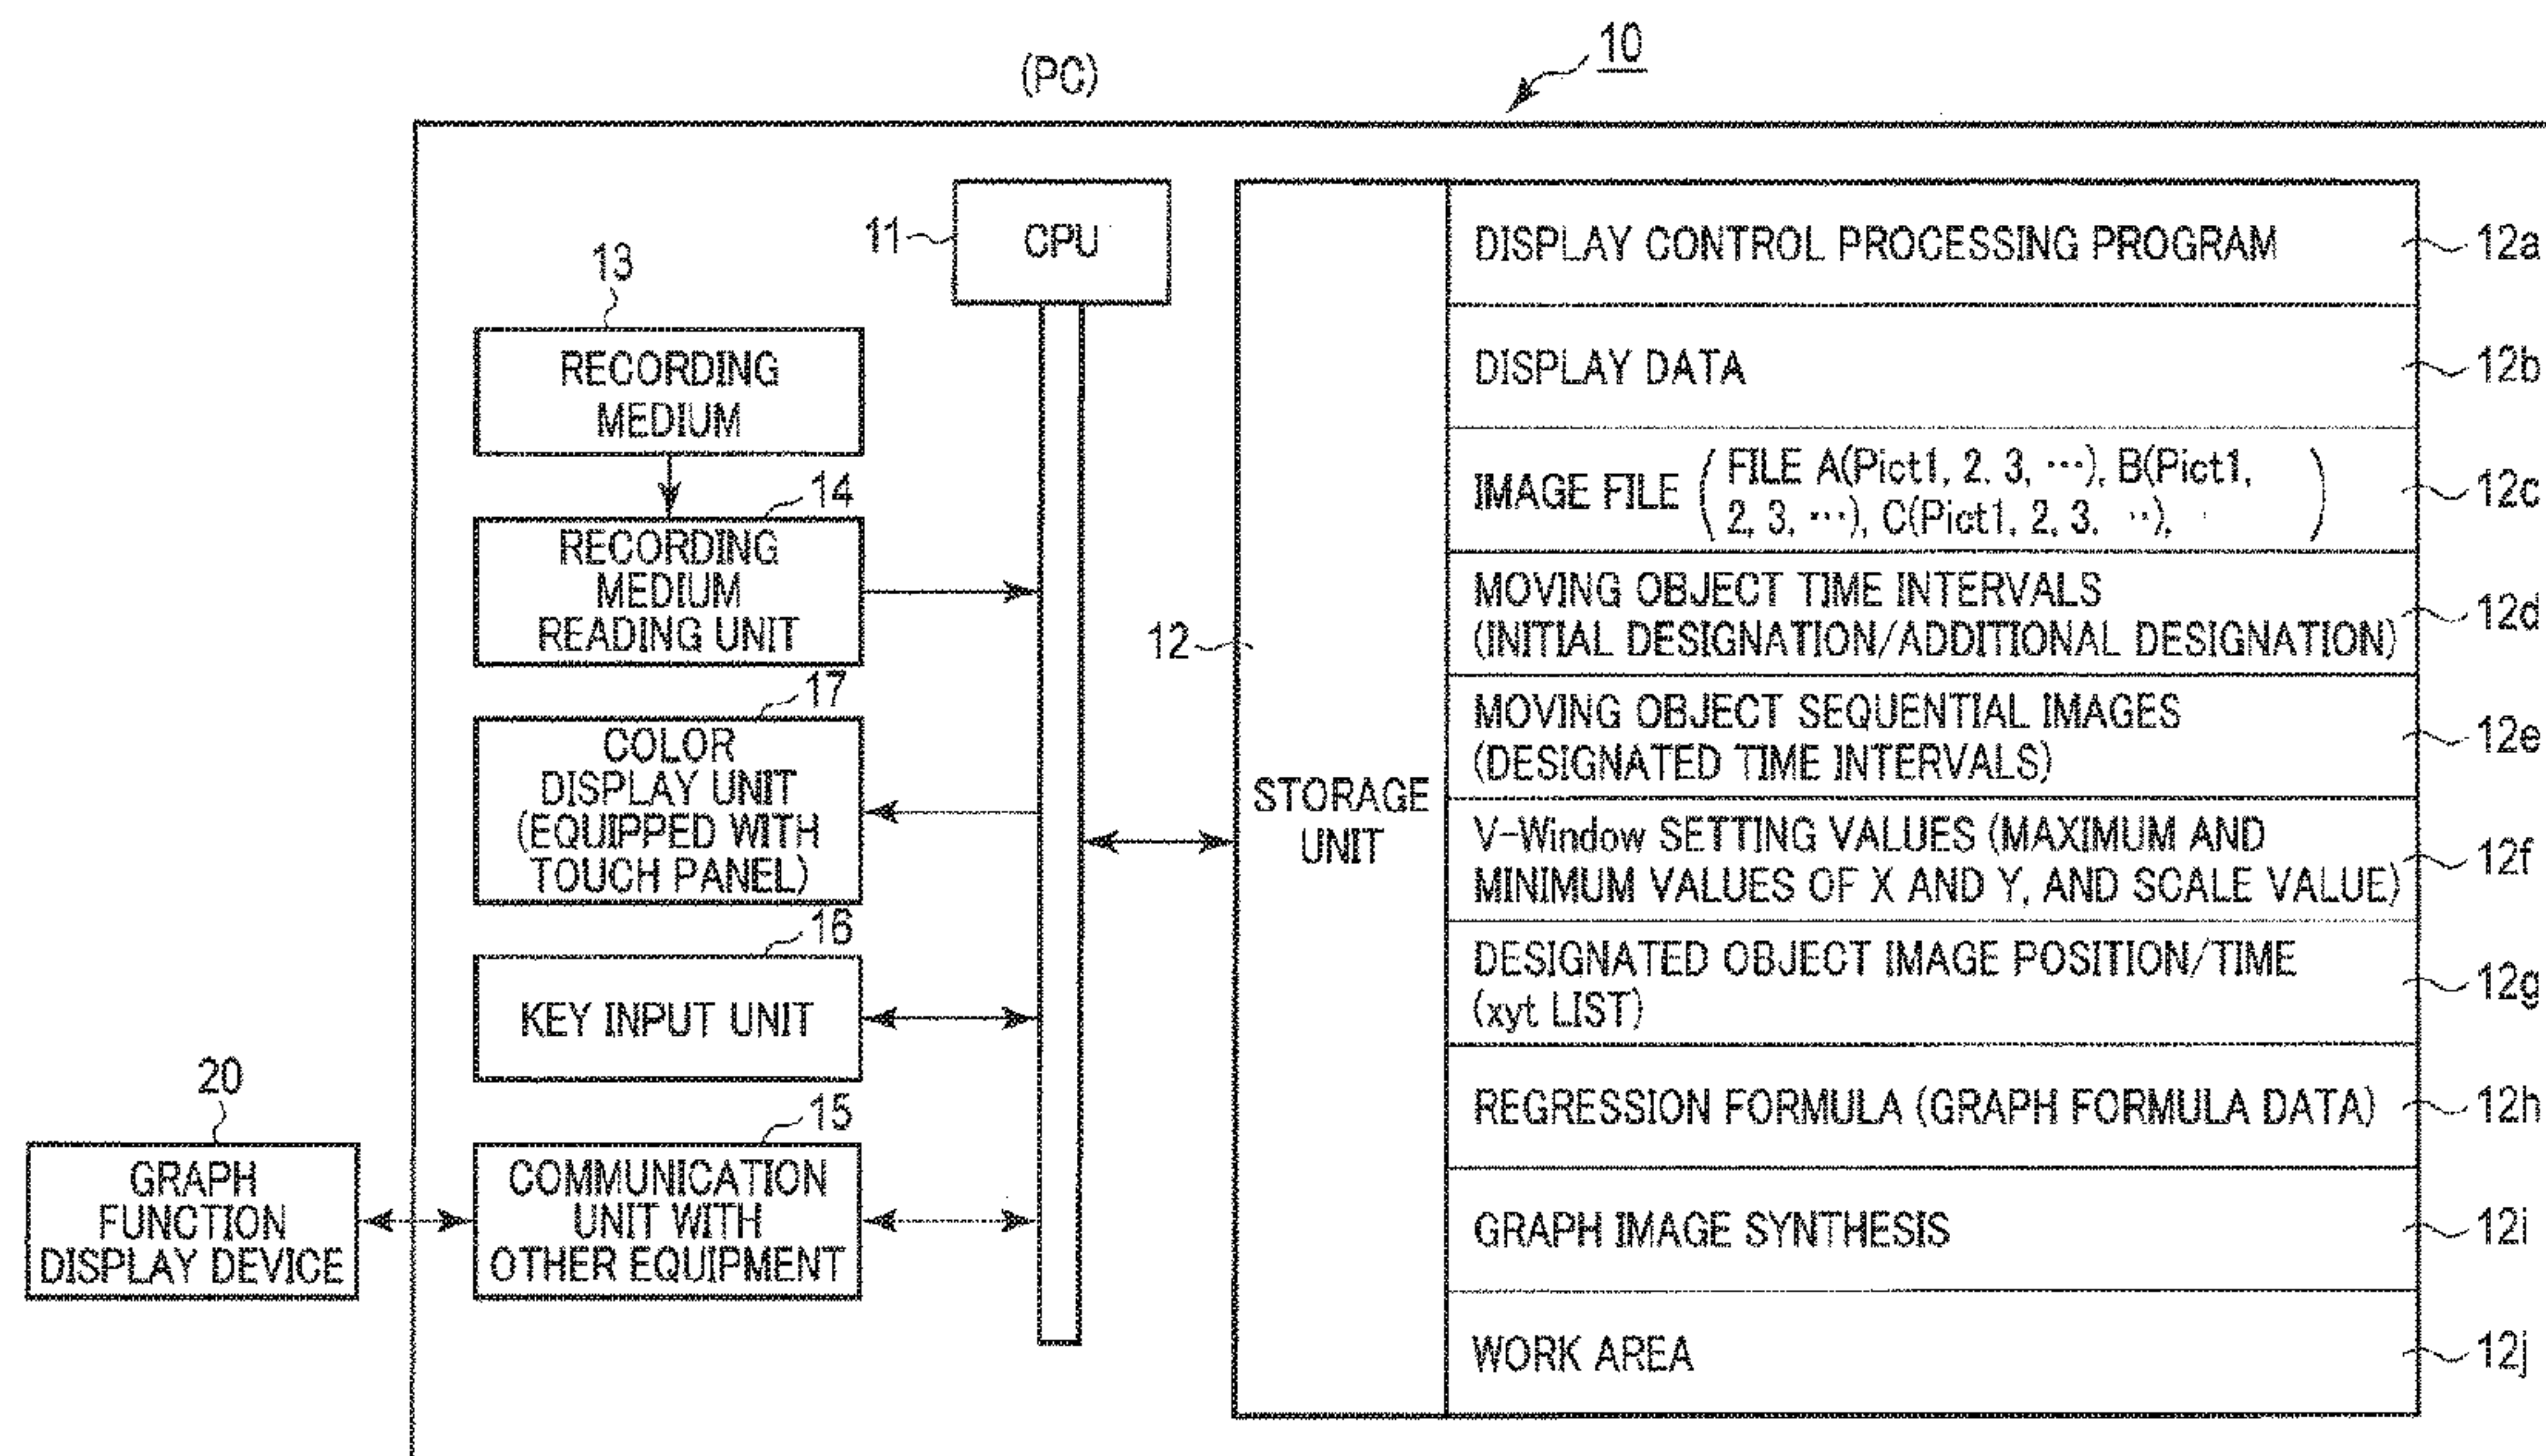 (PC)
10
11
CPU
13
RECORDING
MEDIUM
14
RECORDING
MEDIUM
READING UNIT
17
COLOR
DISPLAY UNIT
(EQUIPPED WITH
TOUCH PANEL)
16
KEY INPUT UNIT
20
GRAPH
FUNCTION
DISPLAY DEVICE
15
COMMUNICATION
UNIT WITH
OTHER EQUIPMENT
12
STORAGE
UNIT
DISPLAY CONTROL PROCESSING PROGRAM
12a
DISPLAY DATA
12b
IMAGE FILE ( FILE A(Pict1, 2, 3, ···), B(Pict1,
2, 3, ···), C(Pict1, 2, 3, ··), )
12c
MOVING OBJECT TIME INTERVALS
(INITIAL DESIGNATION/ADDITIONAL DESIGNATION)
12d
MOVING OBJECT SEQUENTIAL IMAGES
(DESIGNATED TIME INTERVALS)
12e
V-Window SETTING VALUES (MAXIMUM AND
MINIMUM VALUES OF X AND Y, AND SCALE VALUE)
12f
DESIGNATED OBJECT IMAGE POSITION/TIME
(xyt LIST)
12g
REGRESSION FORMULA (GRAPH FORMULA DATA)
12h
GRAPH IMAGE SYNTHESIS
12i
WORK AREA
12j